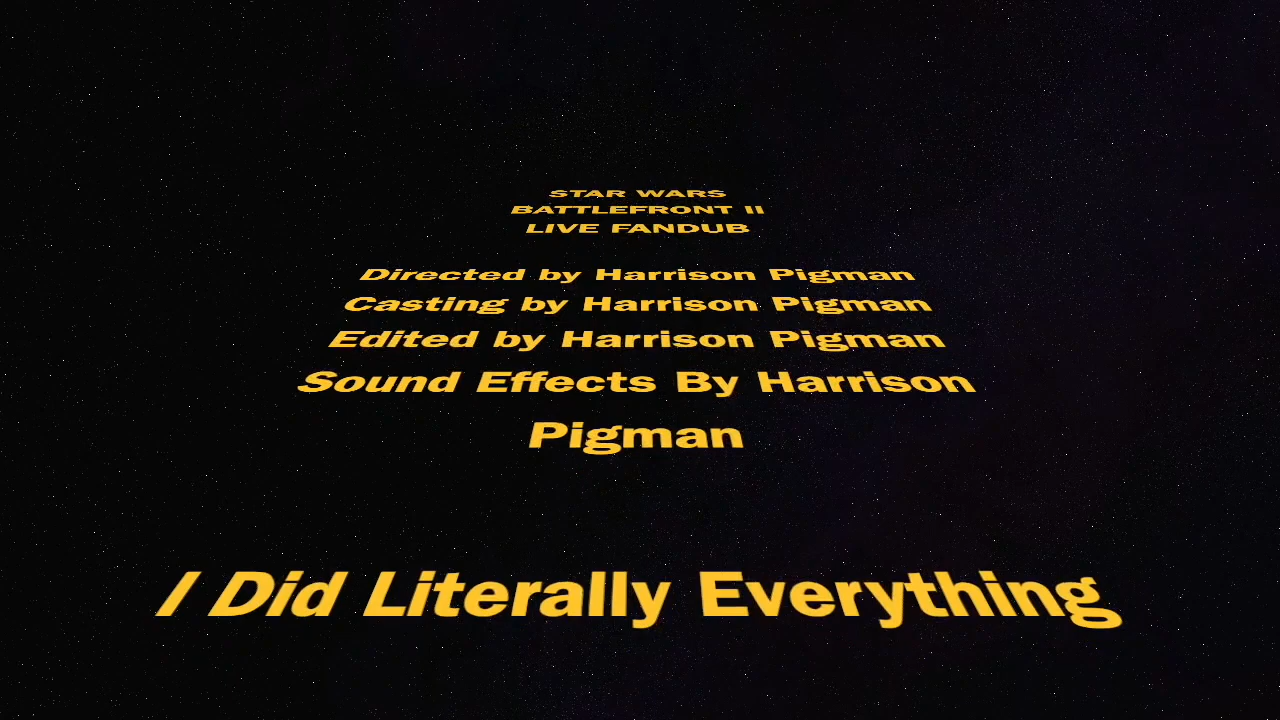 STAR WARS
BATTLEFRONT II
LIVE FANDUB
Directed by Harrison Pigman
Casting by Harrison Pigman
Edited by Harrison Pigman
Sound Effects By Harrison
Pigman
I Did Literally Everything